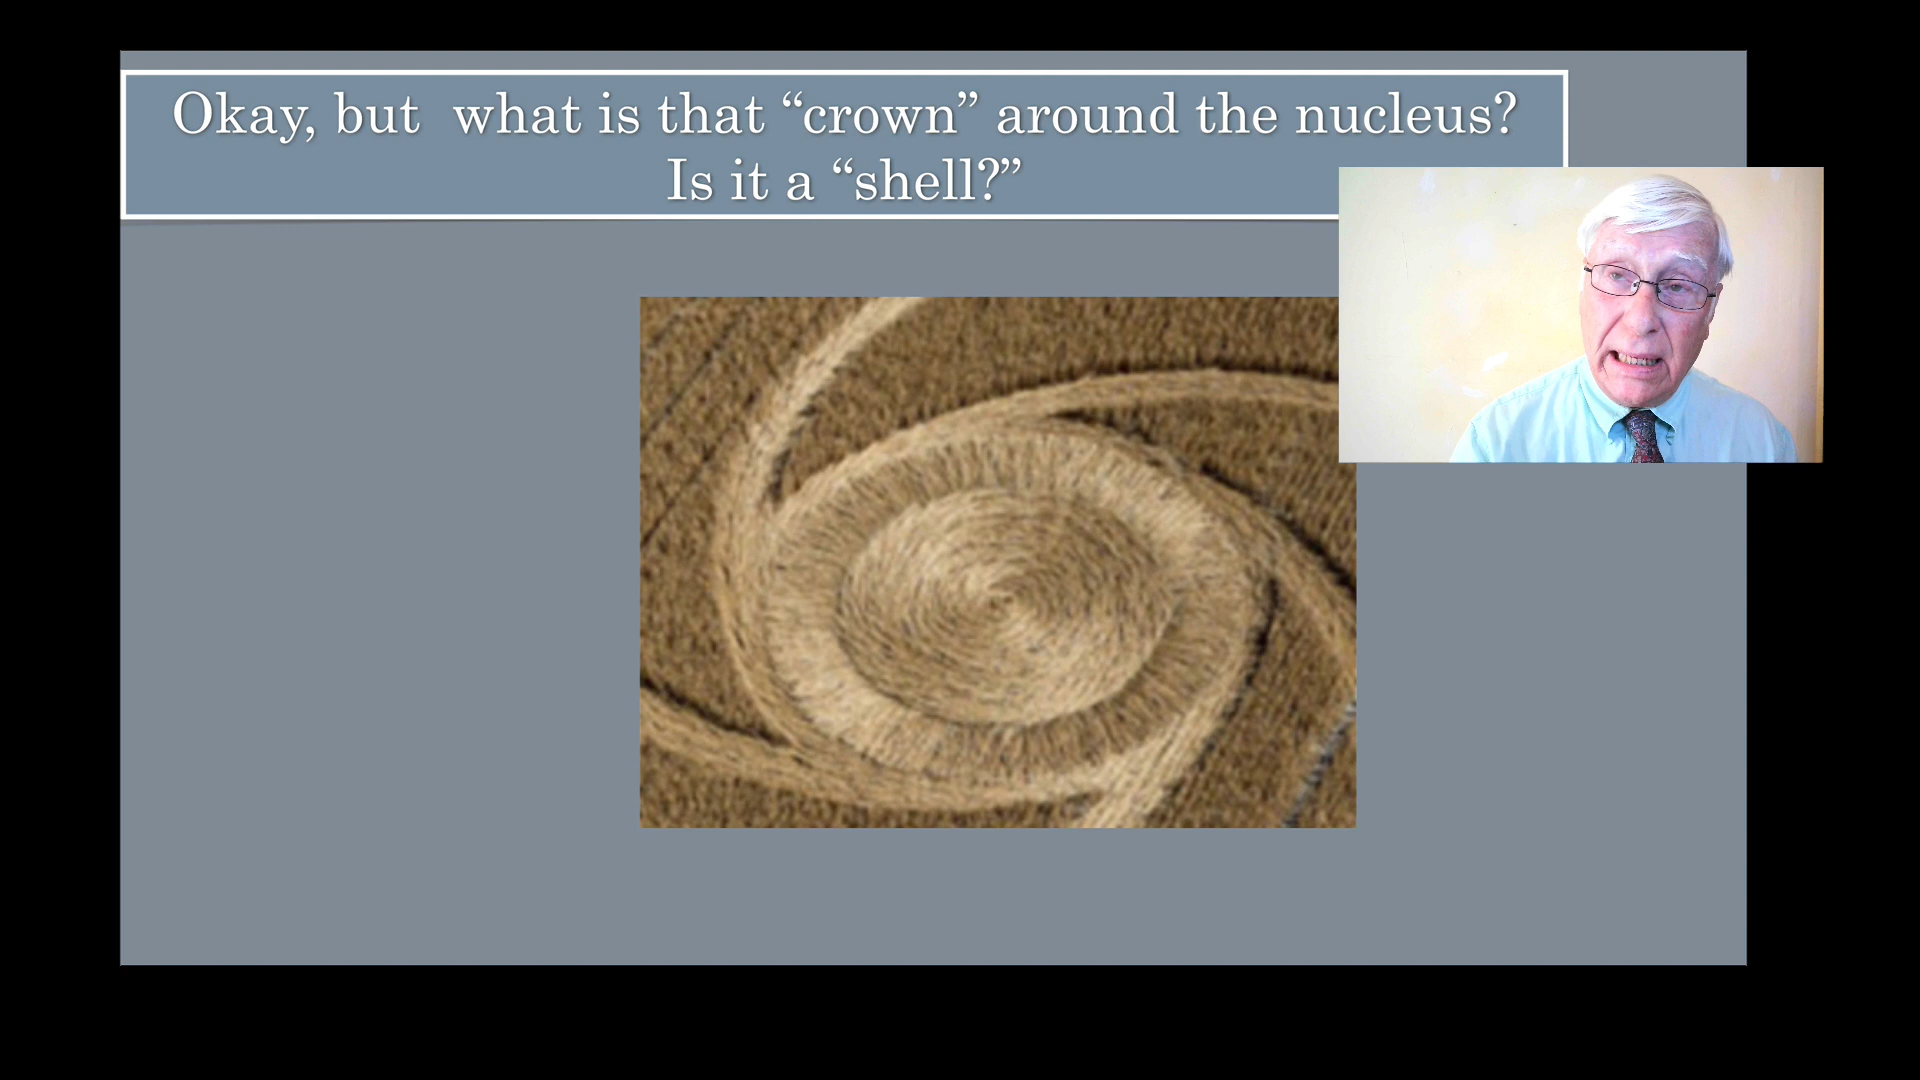 Okay, but  what is that “crown” around the nucleus?
Is it a “shell?”